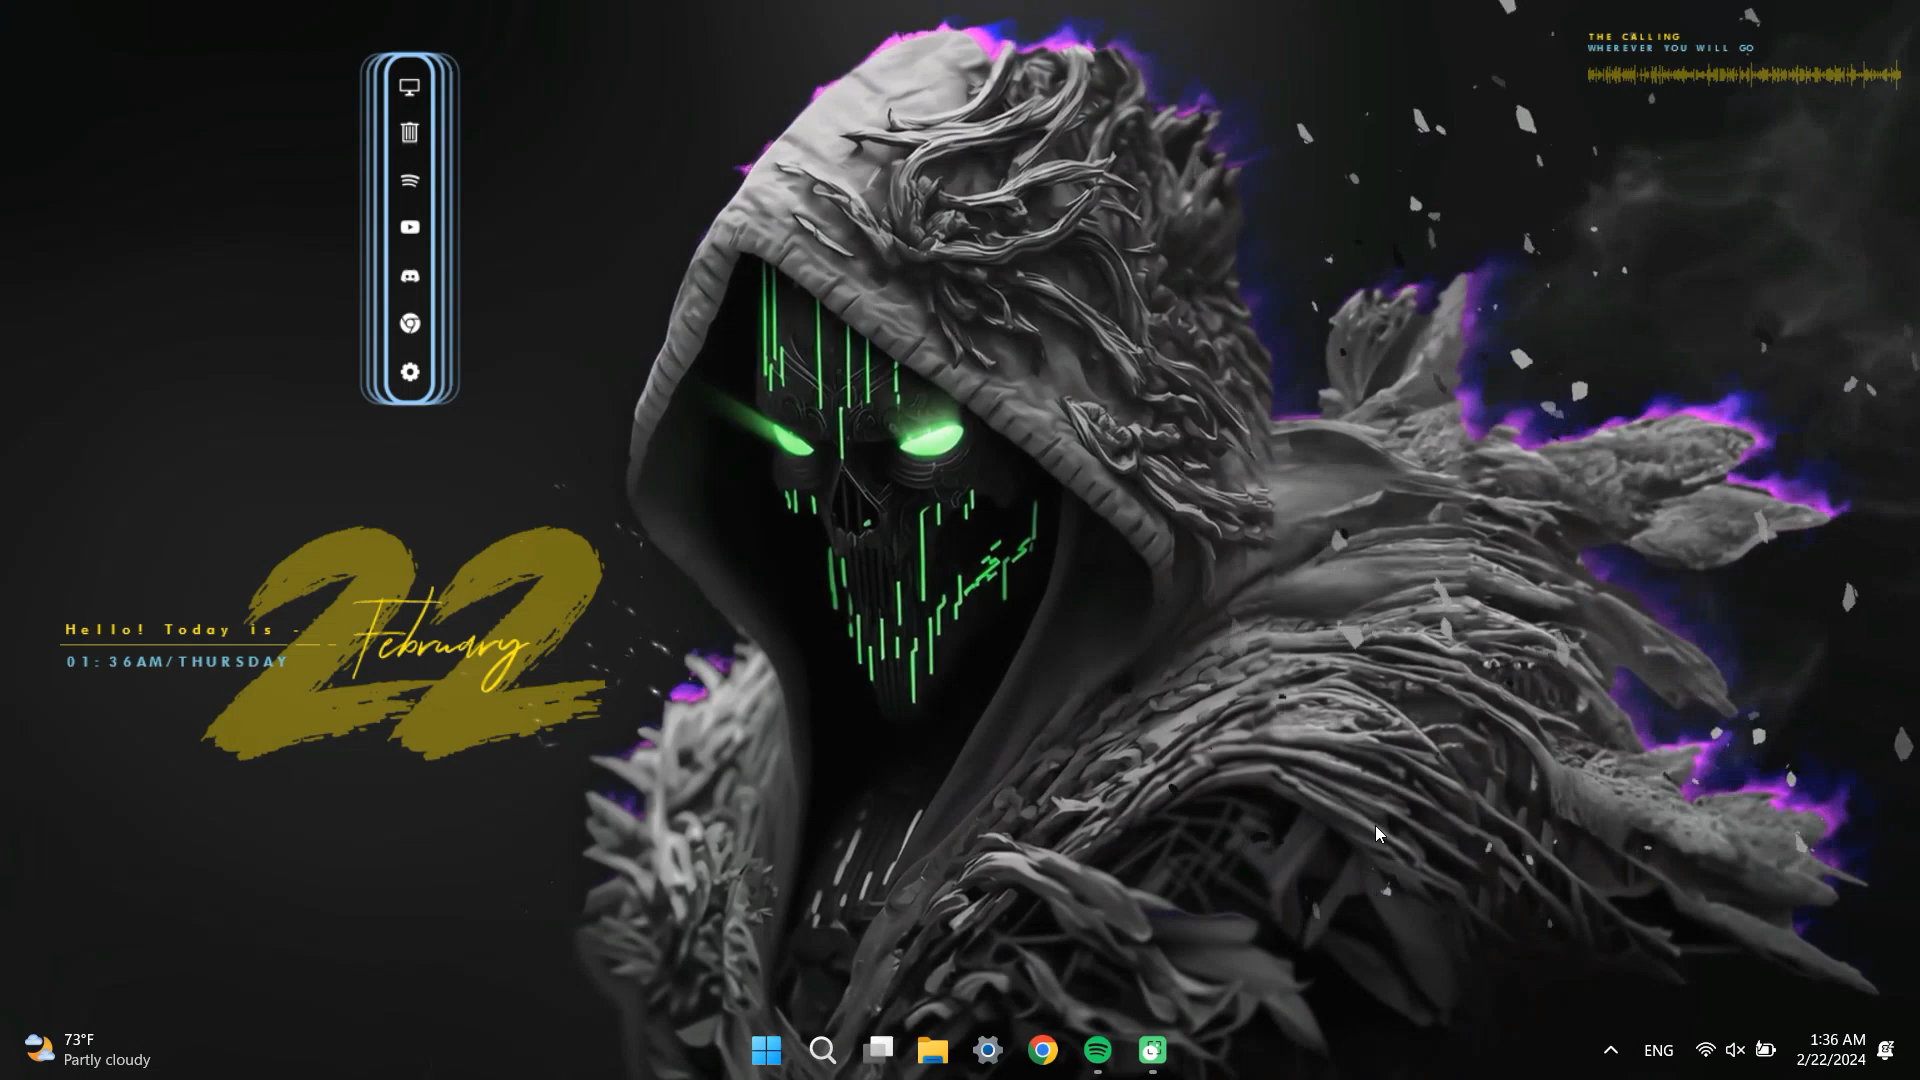 THE CALLING
WHEREVER YOU WILL GO
22
February
Hello! Today is -
01:36AM/THURSDAY
73°F
Partly cloudy
ENG
1:36 AM
2/22/2024